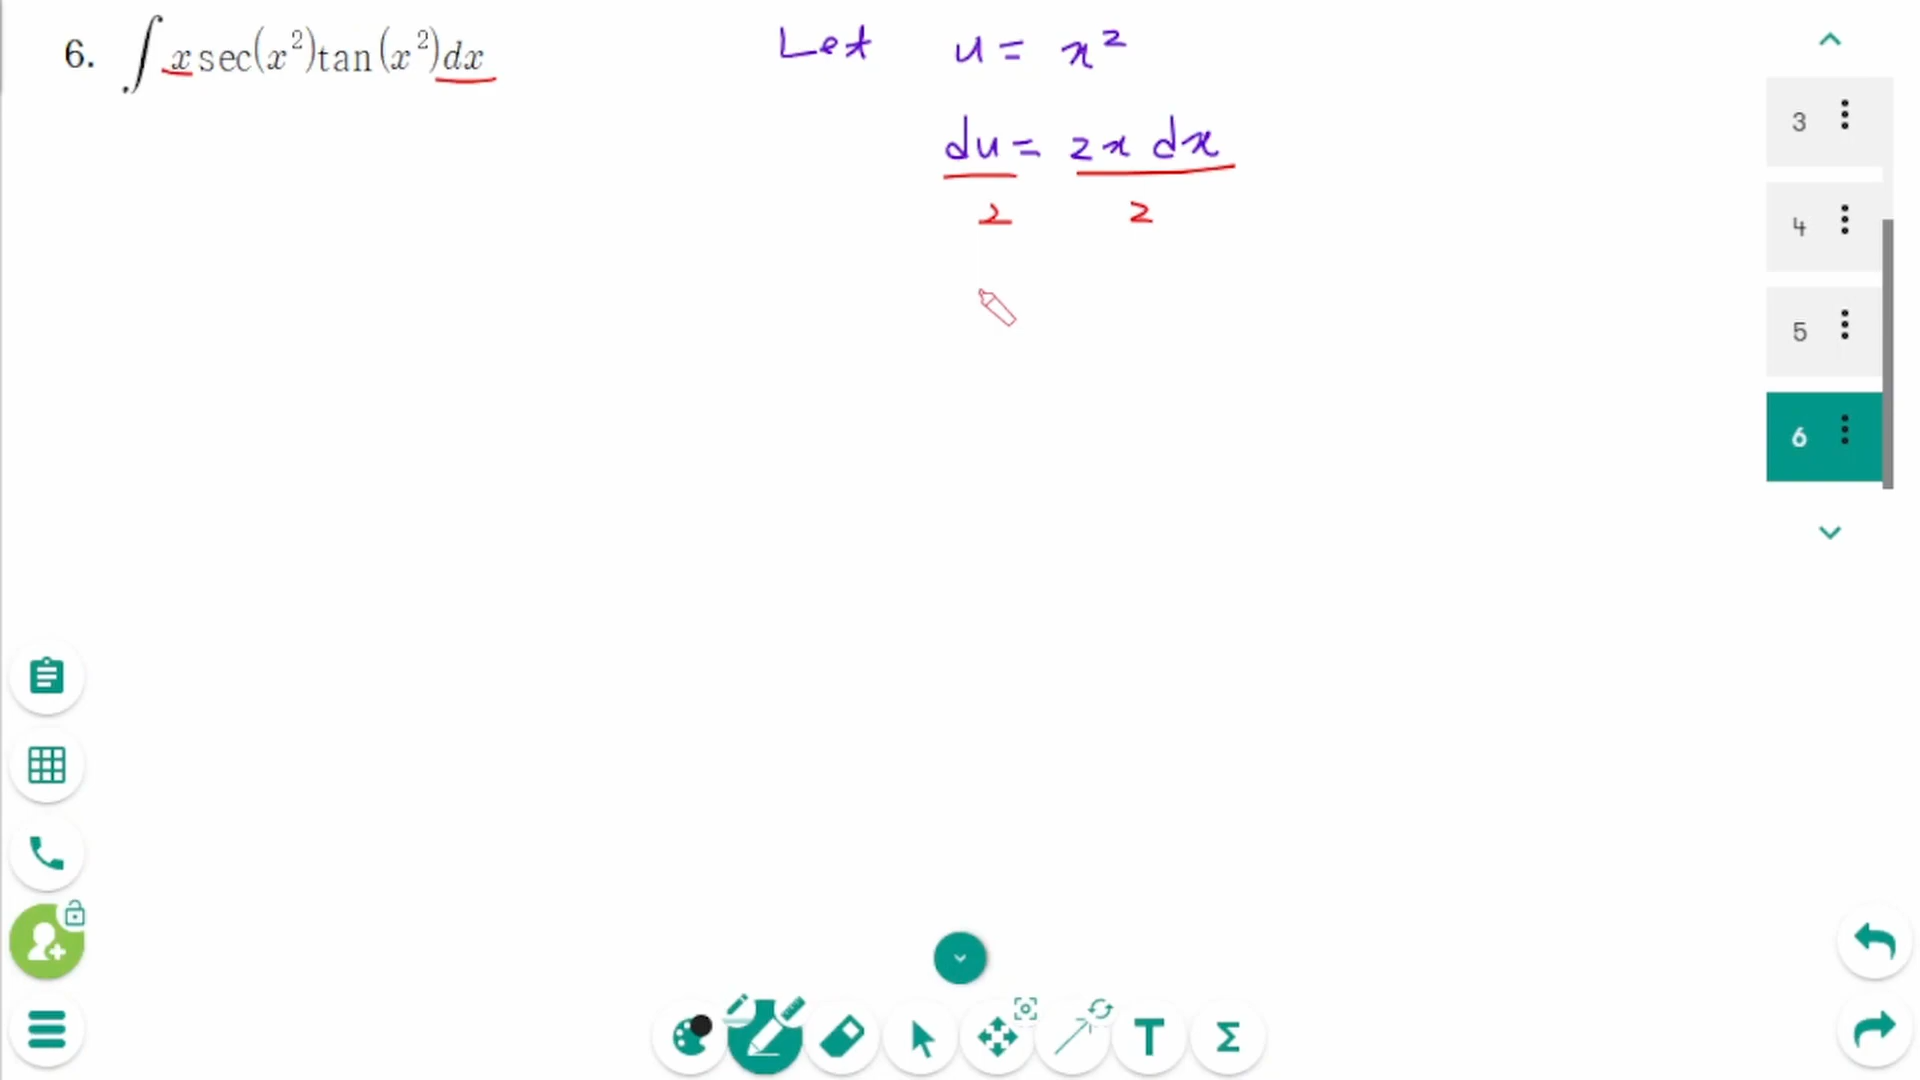 6. ∫ x sec(x²)tan(x²)dx
Let u = x²
du = 2x dx
2 2
3
4
5
6
T
Σ